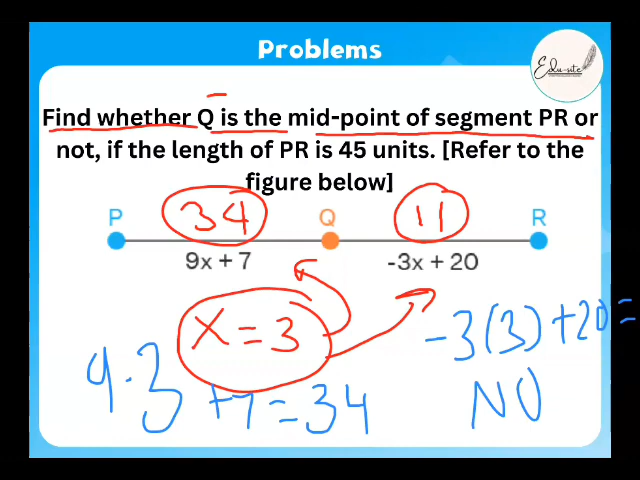 Problems
Edu-site
Find whether Q is the mid-point of segment PR or
not, if the length of PR is 45 units. [Refer to the
figure below]
34 11
P Q R
9x + 7 -3x + 20
x = 3
-3(3) +20 =
9.3 +7=34
NO